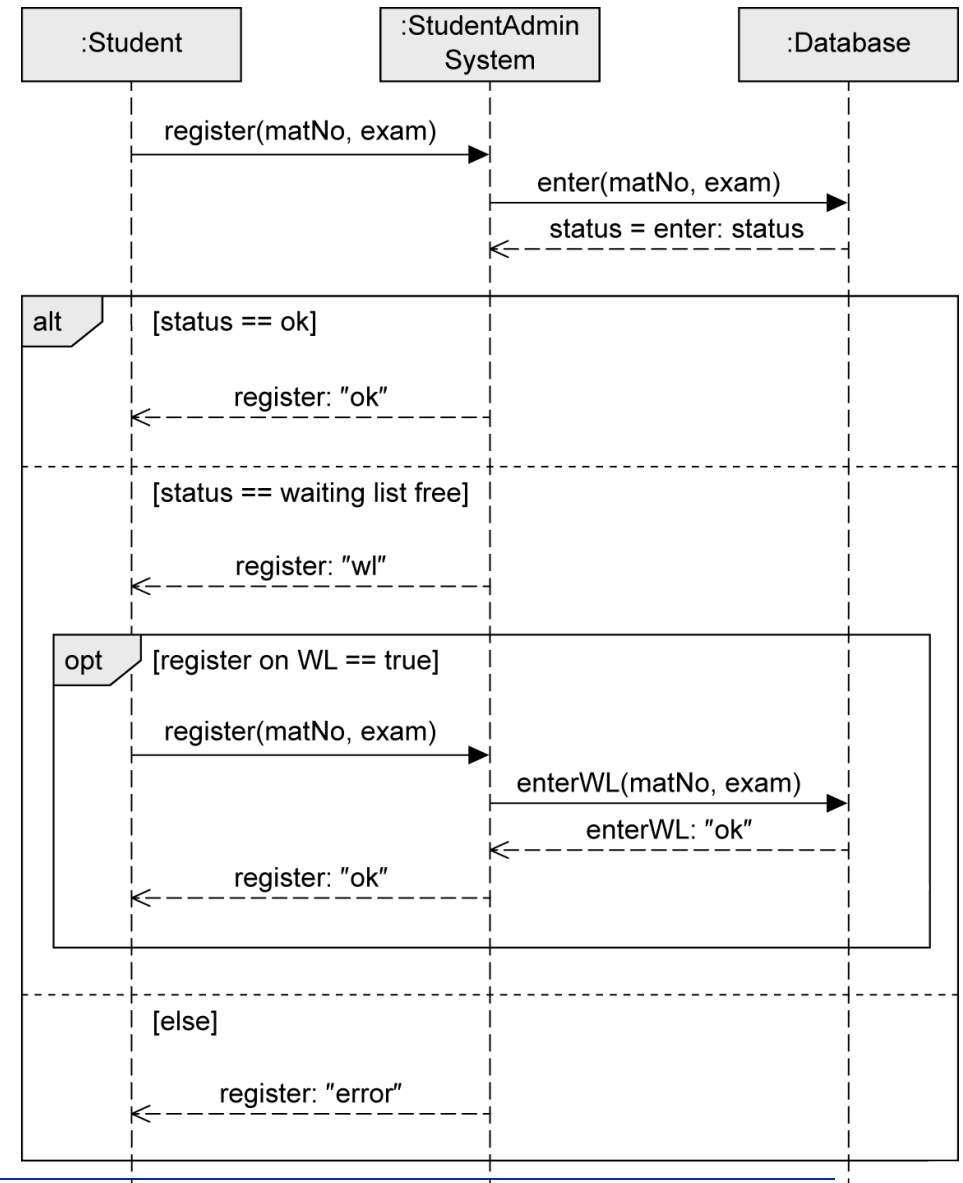 :Student
:StudentAdmin
System
:Database
register(matNo, exam)
enter(matNo, exam)
status = enter: status
alt
[status == ok]
register: "ok"
[status == waiting list free]
register: "wl"
opt
[register on WL == true]
register(matNo, exam)
enterWL(matNo, exam)
enterWL: "ok"
register: "ok"
[else]
register: "error"